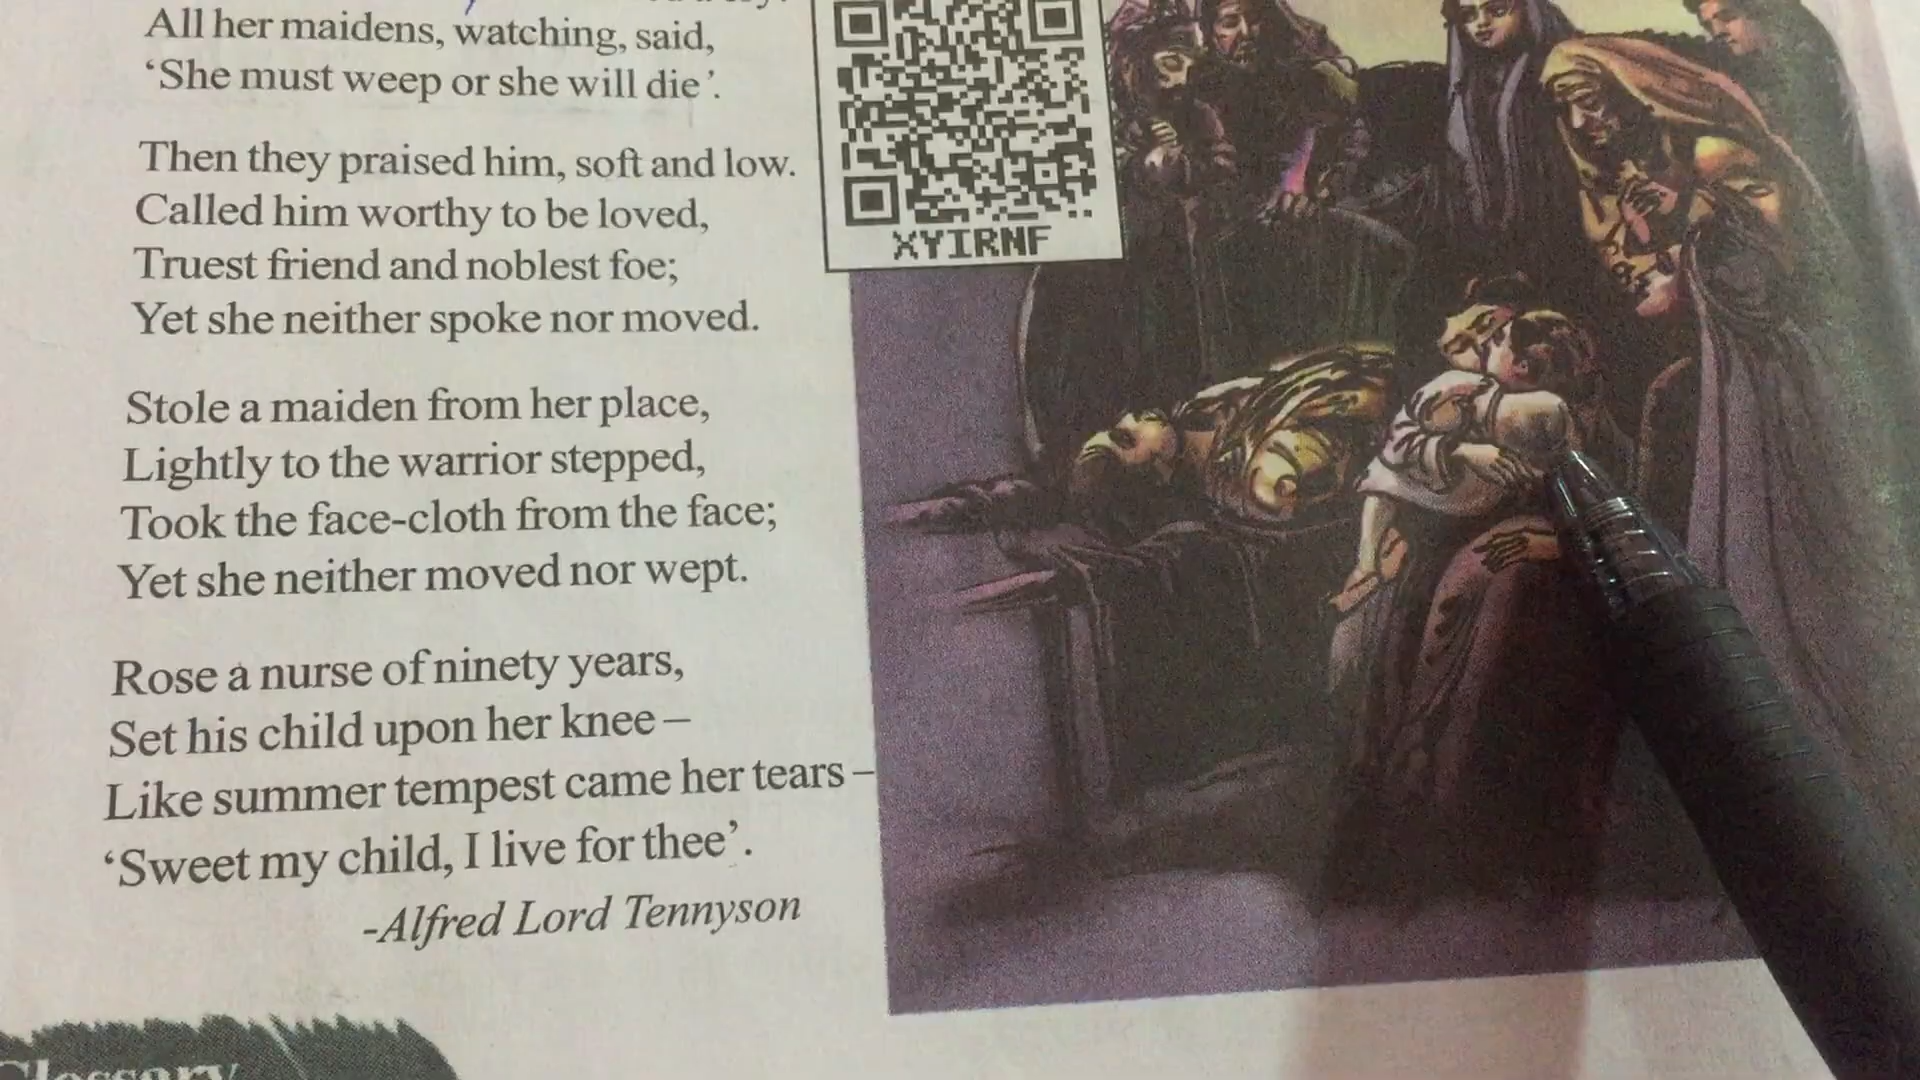 All her maidens, watching, said,
‘She must weep or she will die’.
Then they praised him, soft and low.
Called him worthy to be loved,
Truest friend and noblest foe;
Yet she neither spoke nor moved.
Stole a maiden from her place,
Lightly to the warrior stepped,
Took the face-cloth from the face;
Yet she neither moved nor wept.
Rose a nurse of ninety years,
Set his child upon her knee –
Like summer tempest came her tears –
‘Sweet my child, I live for thee’.
-Alfred Lord Tennyson
XYIRNF
Glossary